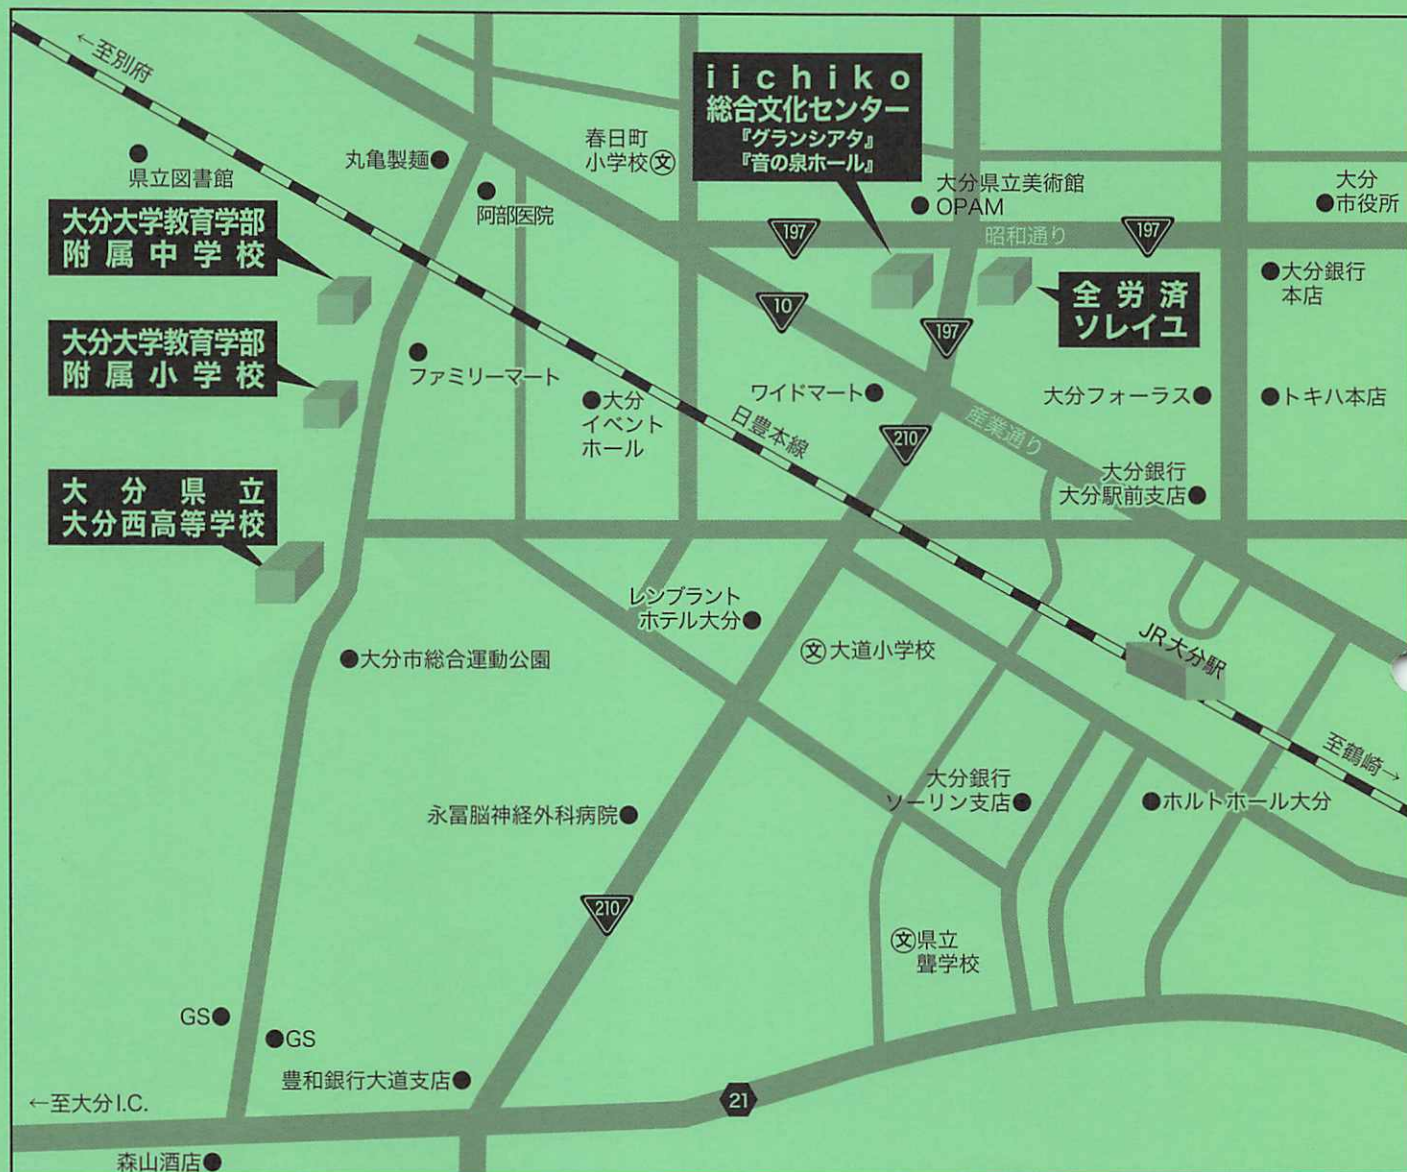 ←至別府
県立図書館
丸亀製麺
阿部医院
春日町
小学校㊛文
iichiko
総合文化センター
『グランシアタ』
『音の泉ホール』
大分県立美術館
OPAM
大分
市役所
197
昭和通り
197
大分大学教育学部
附属中学校
10
197
全労済
ソレイユ
大分銀行
本店
大分大学教育学部
附属小学校
ファミリーマート
大分
イベント
ホール
日豊本線
ワイドマート
210
産業通り
大分フォーラス
トキハ本店
大分銀行
大分駅前支店
大分県立
大分西高等学校
レンブラント
ホテル大分
文大道小学校
JR大分駅
大分市総合運動公園
至鶴崎→
大分銀行
ソーリン支店
ホルトホール大分
永冨脳神経外科病院
210
文県立
聾学校
GS
GS
豊和銀行大道支店
21
←至大分I.C.
森山酒店